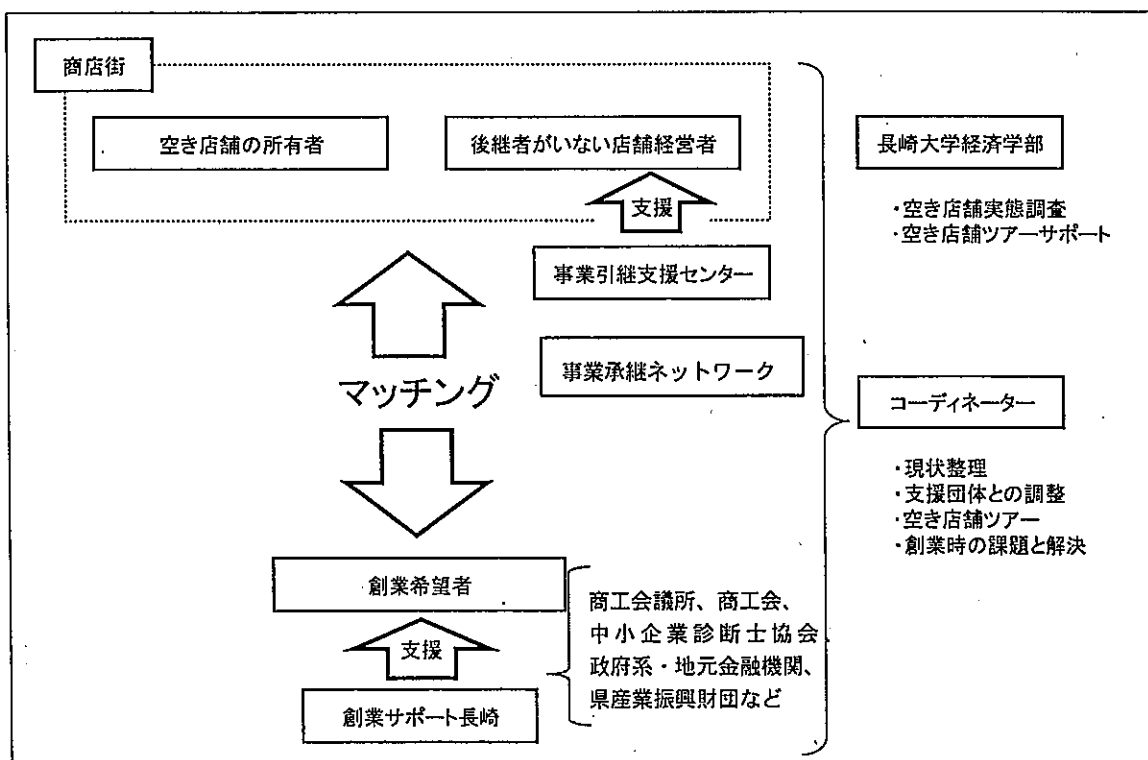 商店街
空き店舗の所有者
後継者がいない店舗経営者
支援
事業引継支援センター
事業承継ネットワーク
マッチング
創業希望者
支援
創業サポート長崎
商工会議所、商工会、
中小企業診断士協会
政府系・地元金融機関、
県産業振興財団など
長崎大学経済学部
・空き店舗実態調査
・空き店舗ツアーサポート
コーディネーター
・現状整理
・支援団体との調整
・空き店舗ツアー
・創業時の課題と解決